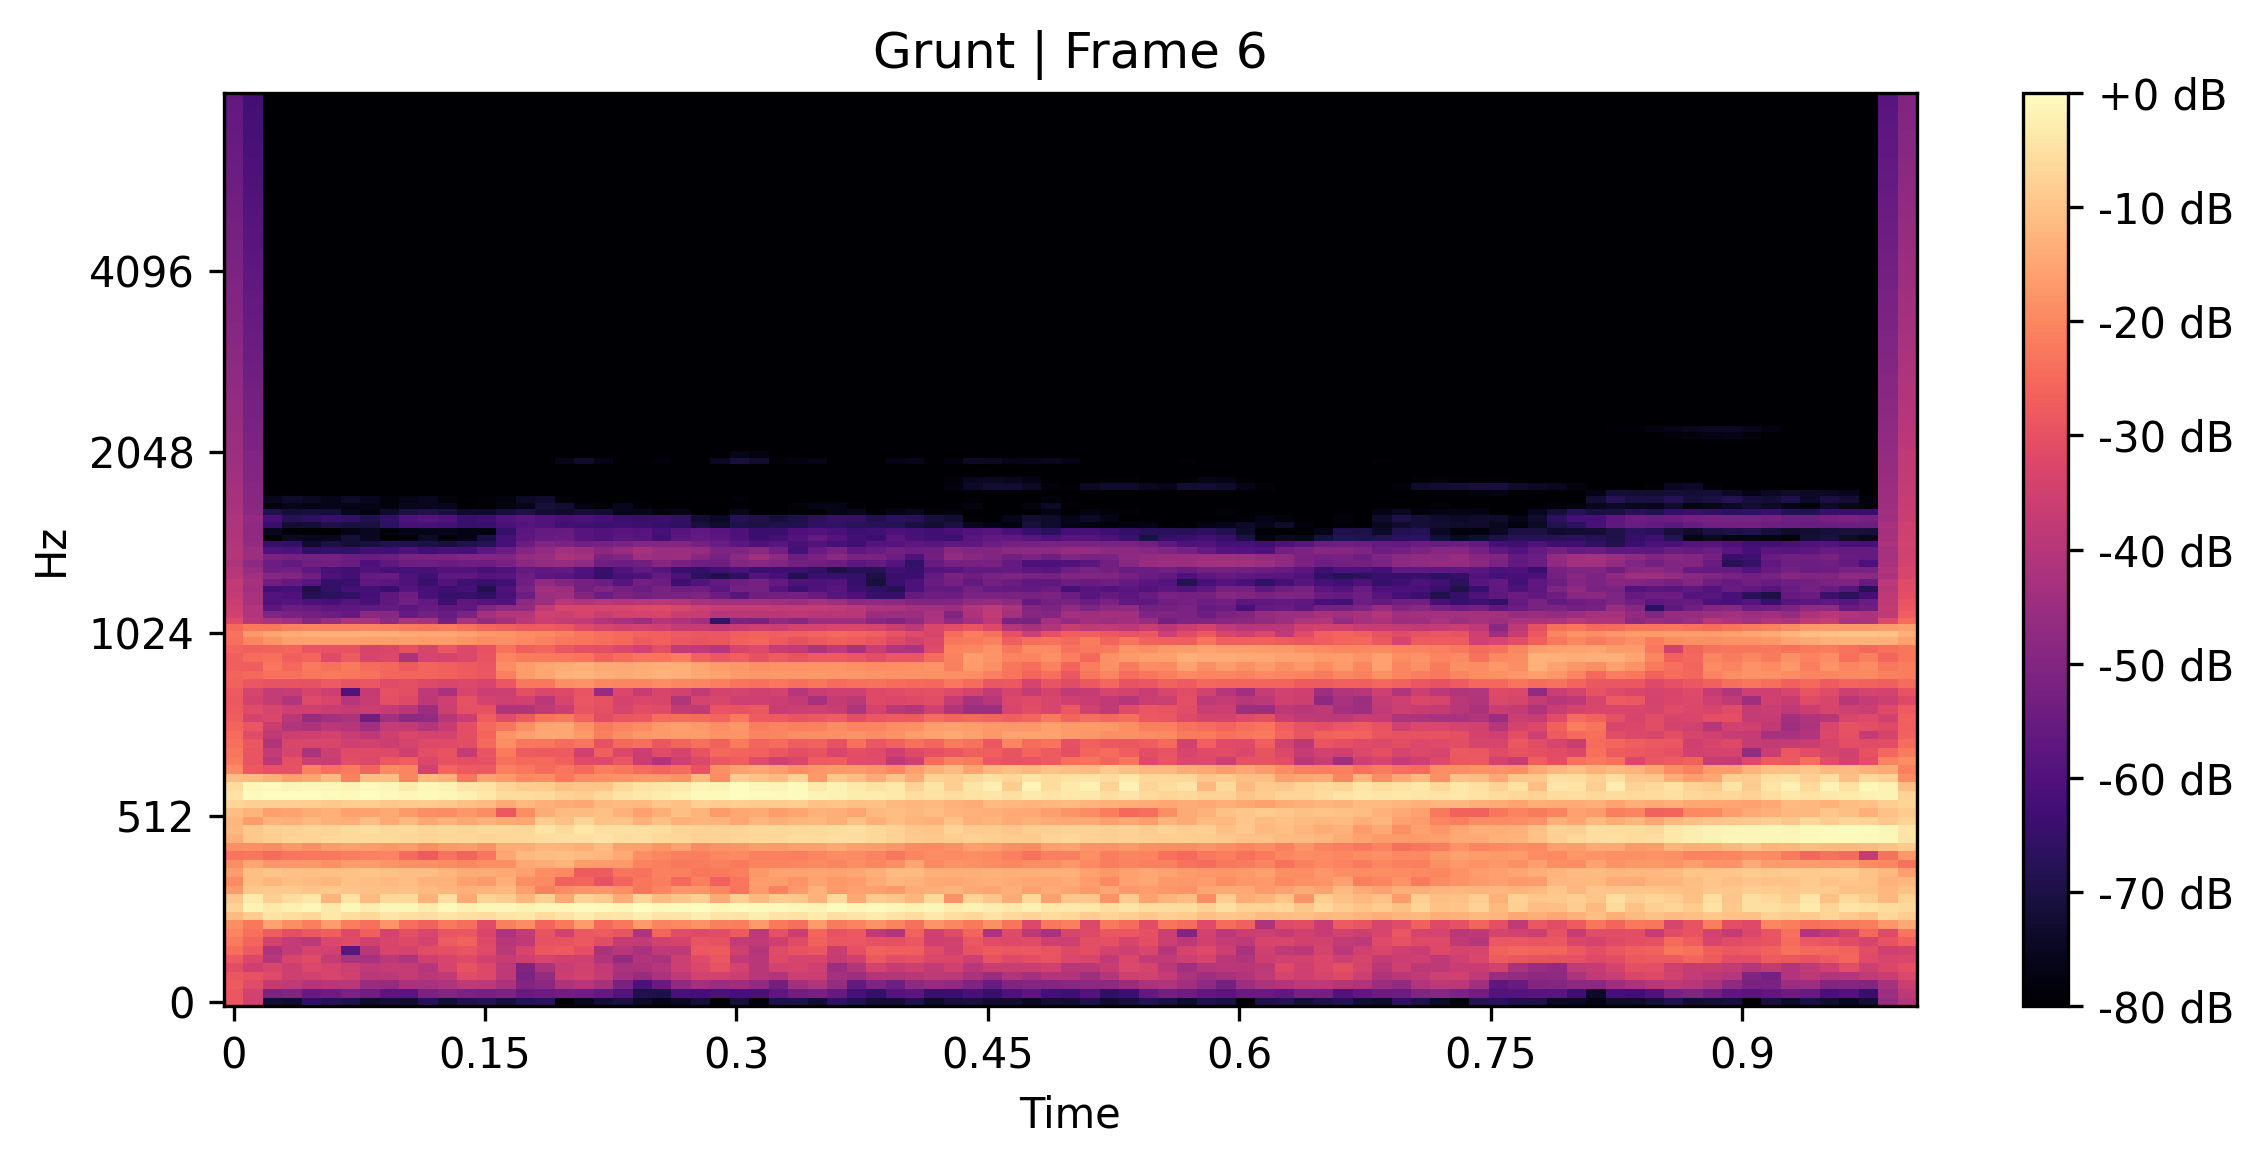 Grunt | Frame 6
+0 dB
-10 dB
-20 dB
-30 dB
-40 dB
-50 dB
-60 dB
-70 dB
-80 dB
Hz
4096
2048
1024
512
0
0 0.15 0.3 0.45 0.6 0.75 0.9
Time